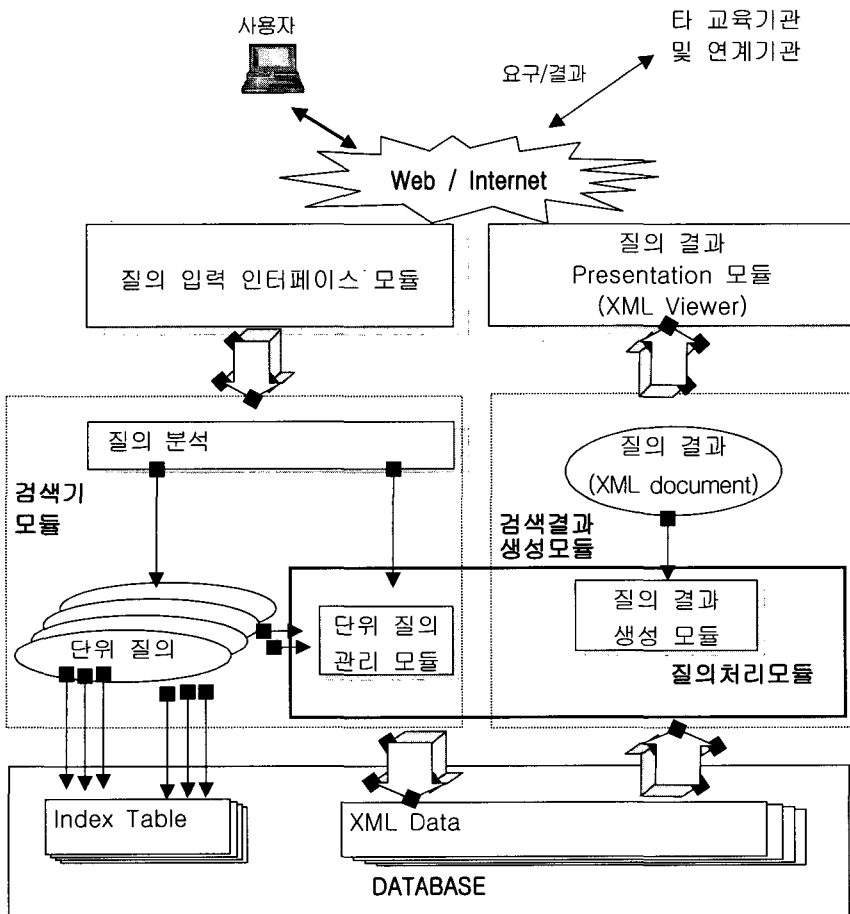 사용자
타 교육기관
및 연계기관
요구/결과
Web / Internet
질의 입력 인터페이스 모듈
질의 결과
Presentation 모듈
(XML Viewer)
질의 분석
검색기
모듈
질의 결과
(XML document)
검색결과
생성모듈
단위 질의
단위 질의
관리 모듈
질의 결과
생성 모듈
질의처리모듈
Index Table
XML Data
DATABASE